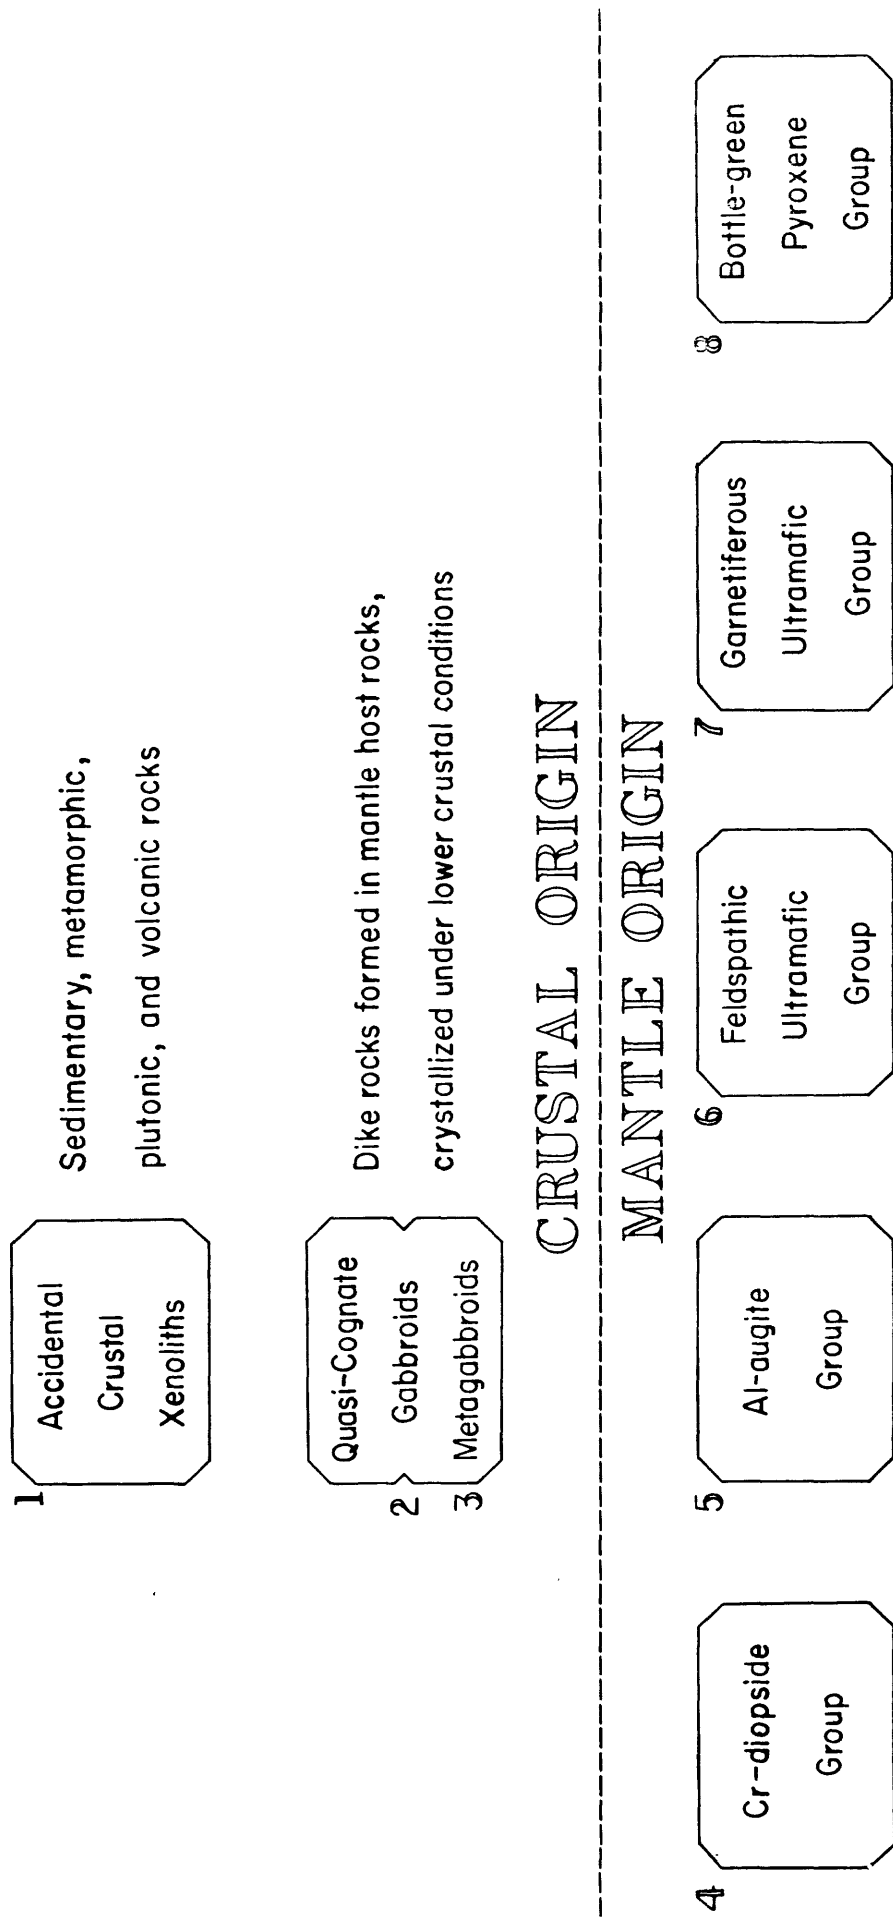 1
Accidental
Crustal
Xenoliths
Sedimentary, metamorphic,
plutonic, and volcanic rocks
Quasi-Cognate
2 Gabbroids
3 Metagabbroids
Dike rocks formed in mantle host rocks,
crystallized under lower crustal conditions
CRUSTAL ORIGIN
MANTLE ORIGIN
4
Cr-diopside
Group
5
Al-augite
Group
6
Feldspathic
Ultramafic
Group
7
Garnetiferous
Ultramafic
Group
8
Bottle-green
Pyroxene
Group